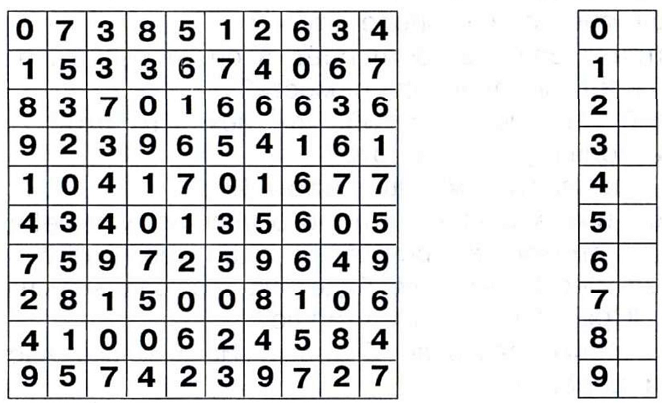 0 7 3 8 5 1 2 6 3 4 0
1 5 3 3 6 7 4 0 6 7 1
8 3 7 0 1 6 6 6 3 6 2
9 2 3 9 6 5 4 1 6 1 3
1 0 4 1 7 0 1 6 7 7 4
4 3 4 0 1 3 5 6 0 5 5
7 5 9 7 2 5 9 6 4 9 6
2 8 1 5 0 0 8 1 0 6 7
4 1 0 0 6 2 4 5 8 4 8
9 5 7 4 2 3 9 7 2 7 9